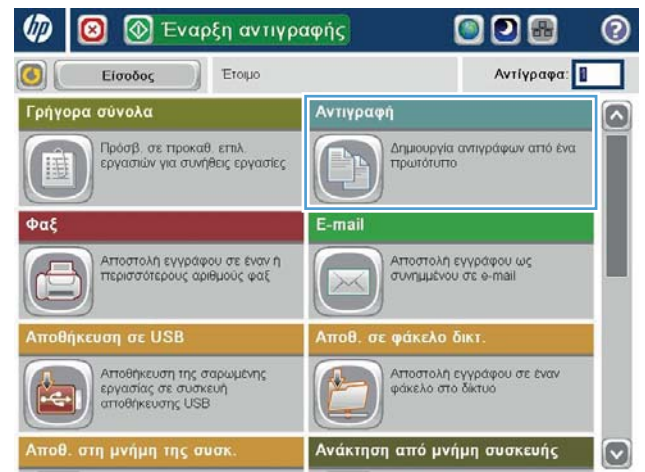 hp
Έναρξη αντιγραφής
?
Είσοδος
Έτοιμο
Αντίγραφα: 1
Γρήγορα σύνολα
Πρόσβ. σε προκαθ. επιλ.
εργασιών για συνήθεις εργασίες
Αντιγραφή
Δημιουργία αντιγράφων από ένα
πρωτότυπο
Φαξ
Αποστολή εγγράφου σε έναν ή
περισσότερους αριθμούς φαξ
E-mail
Αποστολή εγγράφου ως
συνημμένου σε e-mail
Αποθήκευση σε USB
Αποθήκευση της σαρωμένης
εργασίας σε συσκευή
αποθήκευσης USB
Αποθ. σε φάκελο δικτ.
Αποστολή εγγράφου σε έναν
φάκελο στο δίκτυο
Αποθ. στη μνήμη της συσκ.
Ανάκτηση από μνήμη συσκευής